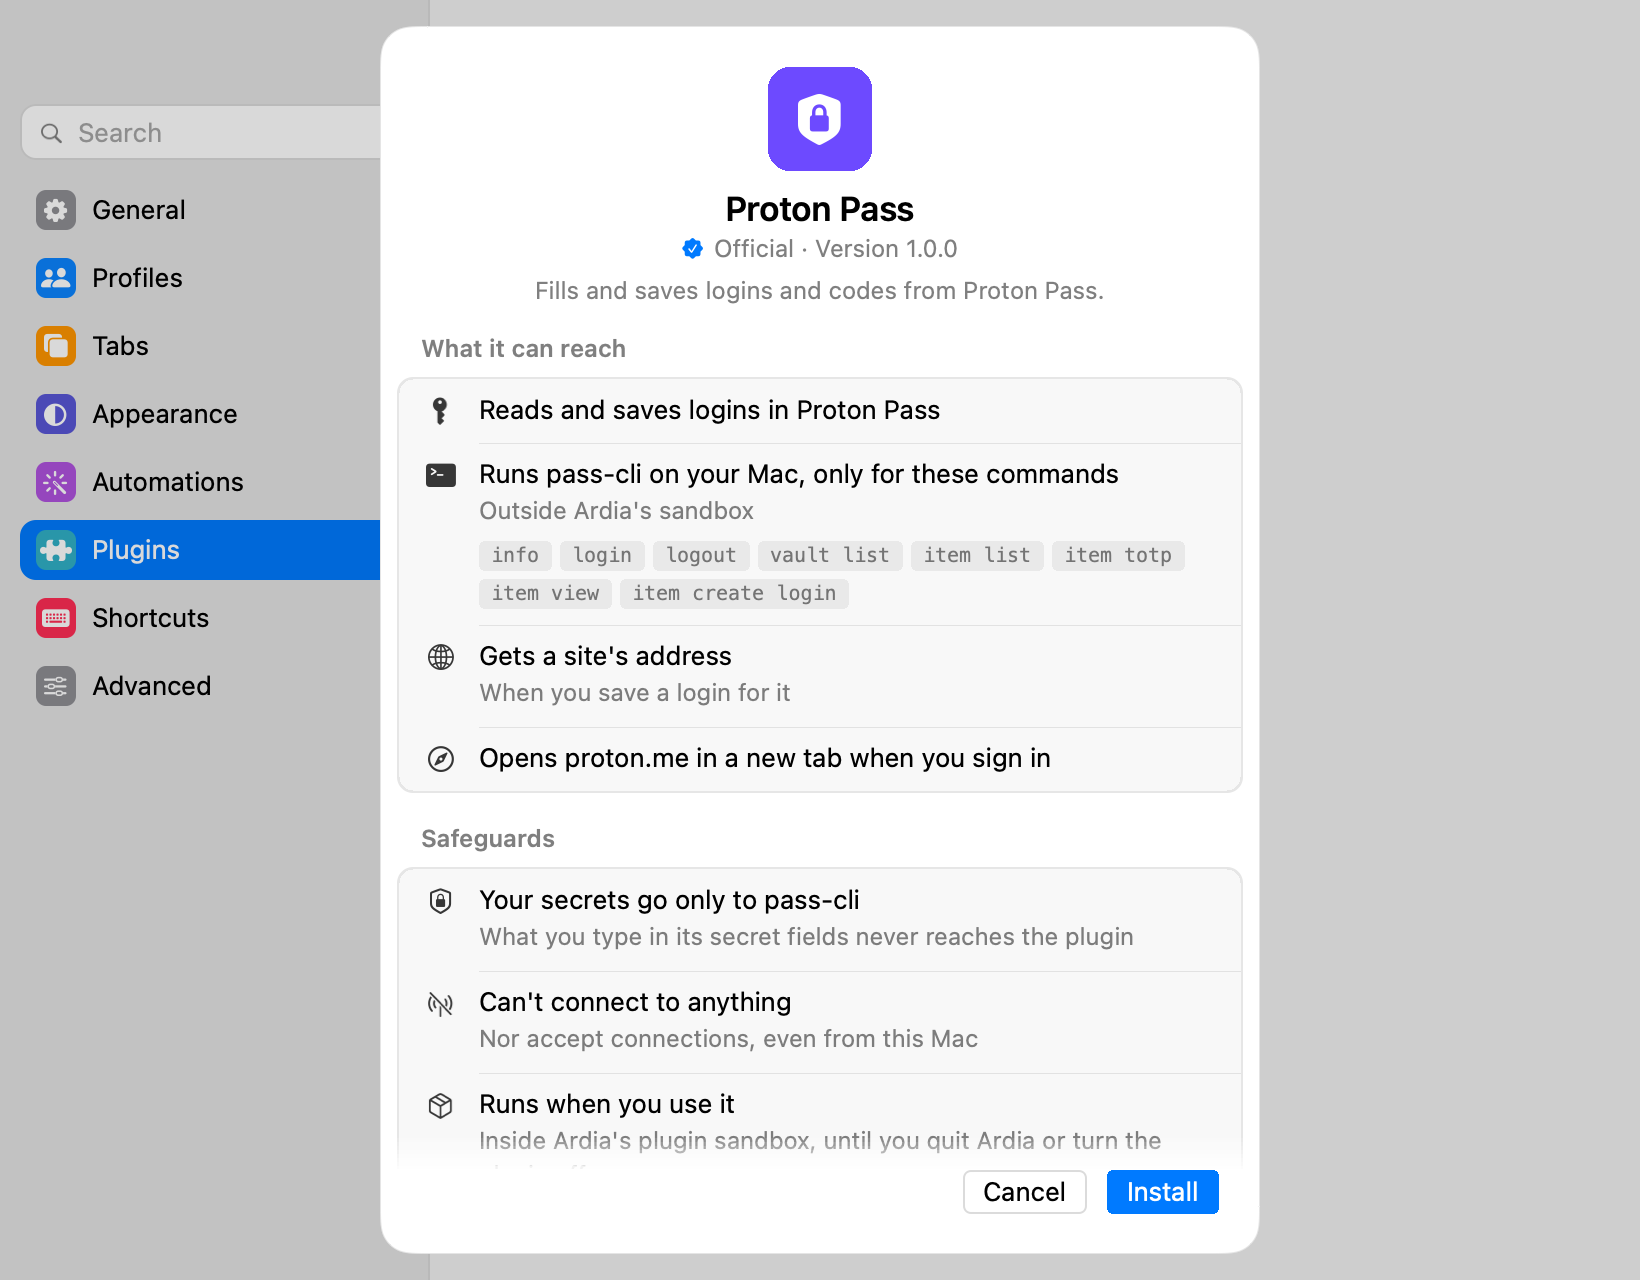 Search
General
Profiles
Tabs
Appearance
Automations
Plugins
Shortcuts
Advanced
Proton Pass
Official · Version 1.0.0
Fills and saves logins and codes from Proton Pass.
What it can reach
Reads and saves logins in Proton Pass
Runs pass-cli on your Mac, only for these commands
Outside Ardia's sandbox
info login logout vault list item list item totp
item view item create login
Gets a site's address
When you save a login for it
Opens proton.me in a new tab when you sign in
Safeguards
Your secrets go only to pass-cli
What you type in its secret fields never reaches the plugin
Can't connect to anything
Nor accept connections, even from this Mac
Runs when you use it
Inside Ardia's plugin sandbox, until you quit Ardia or turn the
Cancel Install